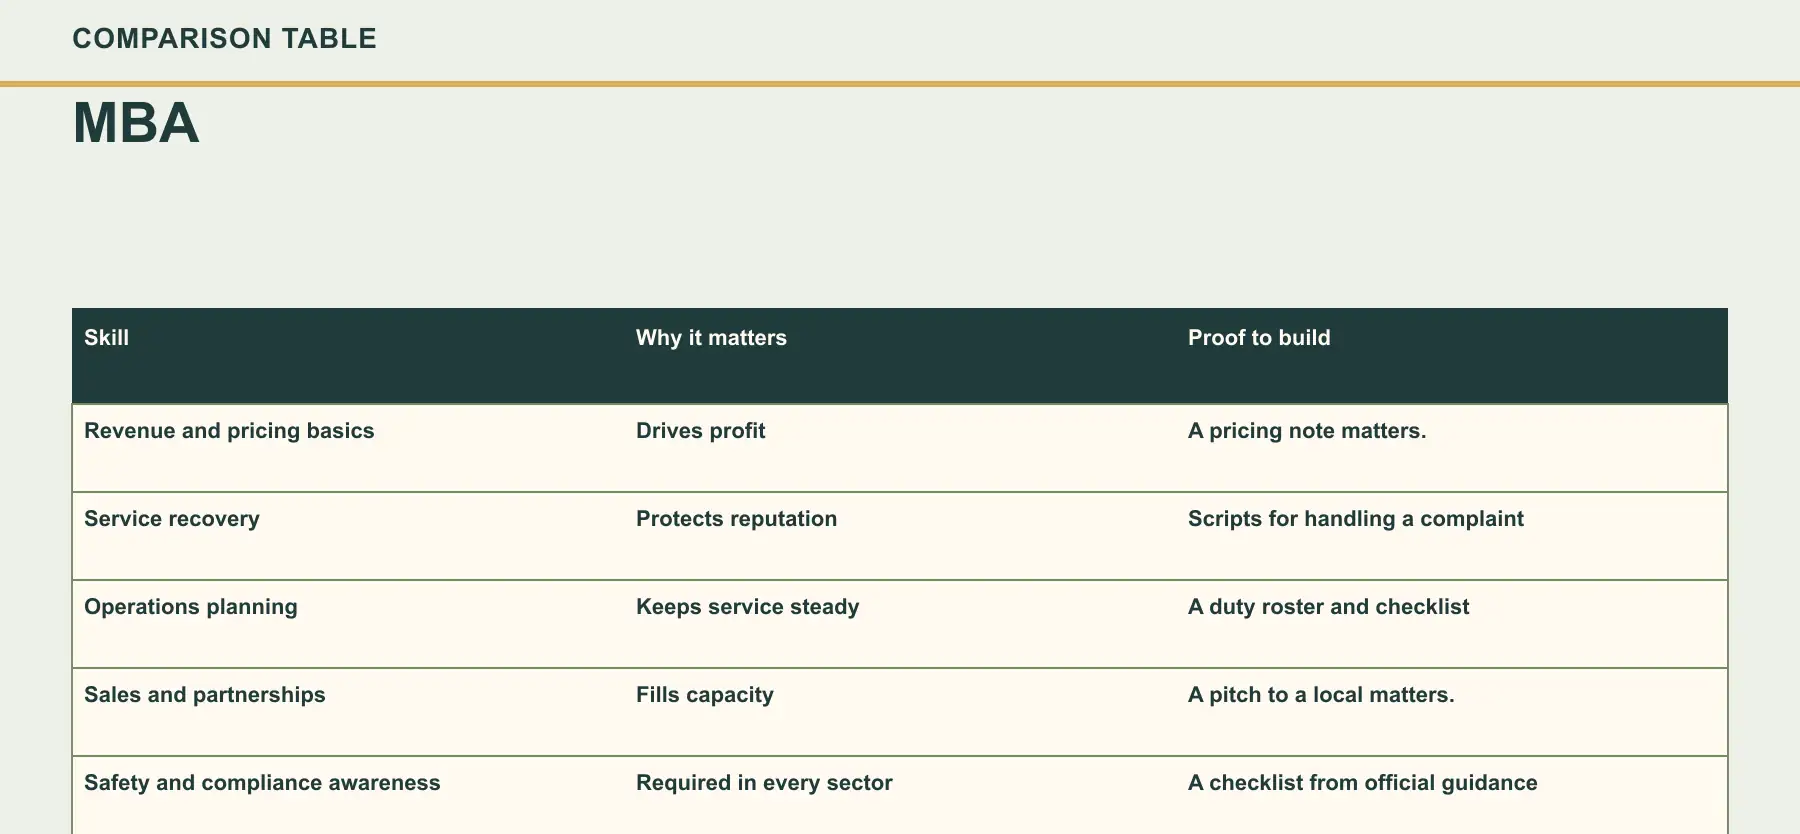 COMPARISON TABLE
MBA
Skill Why it matters Proof to build
Revenue and pricing basics Drives profit A pricing note matters.
Service recovery Protects reputation Scripts for handling a complaint
Operations planning Keeps service steady A duty roster and checklist
Sales and partnerships Fills capacity A pitch to a local matters.
Safety and compliance awareness Required in every sector A checklist from official guidance